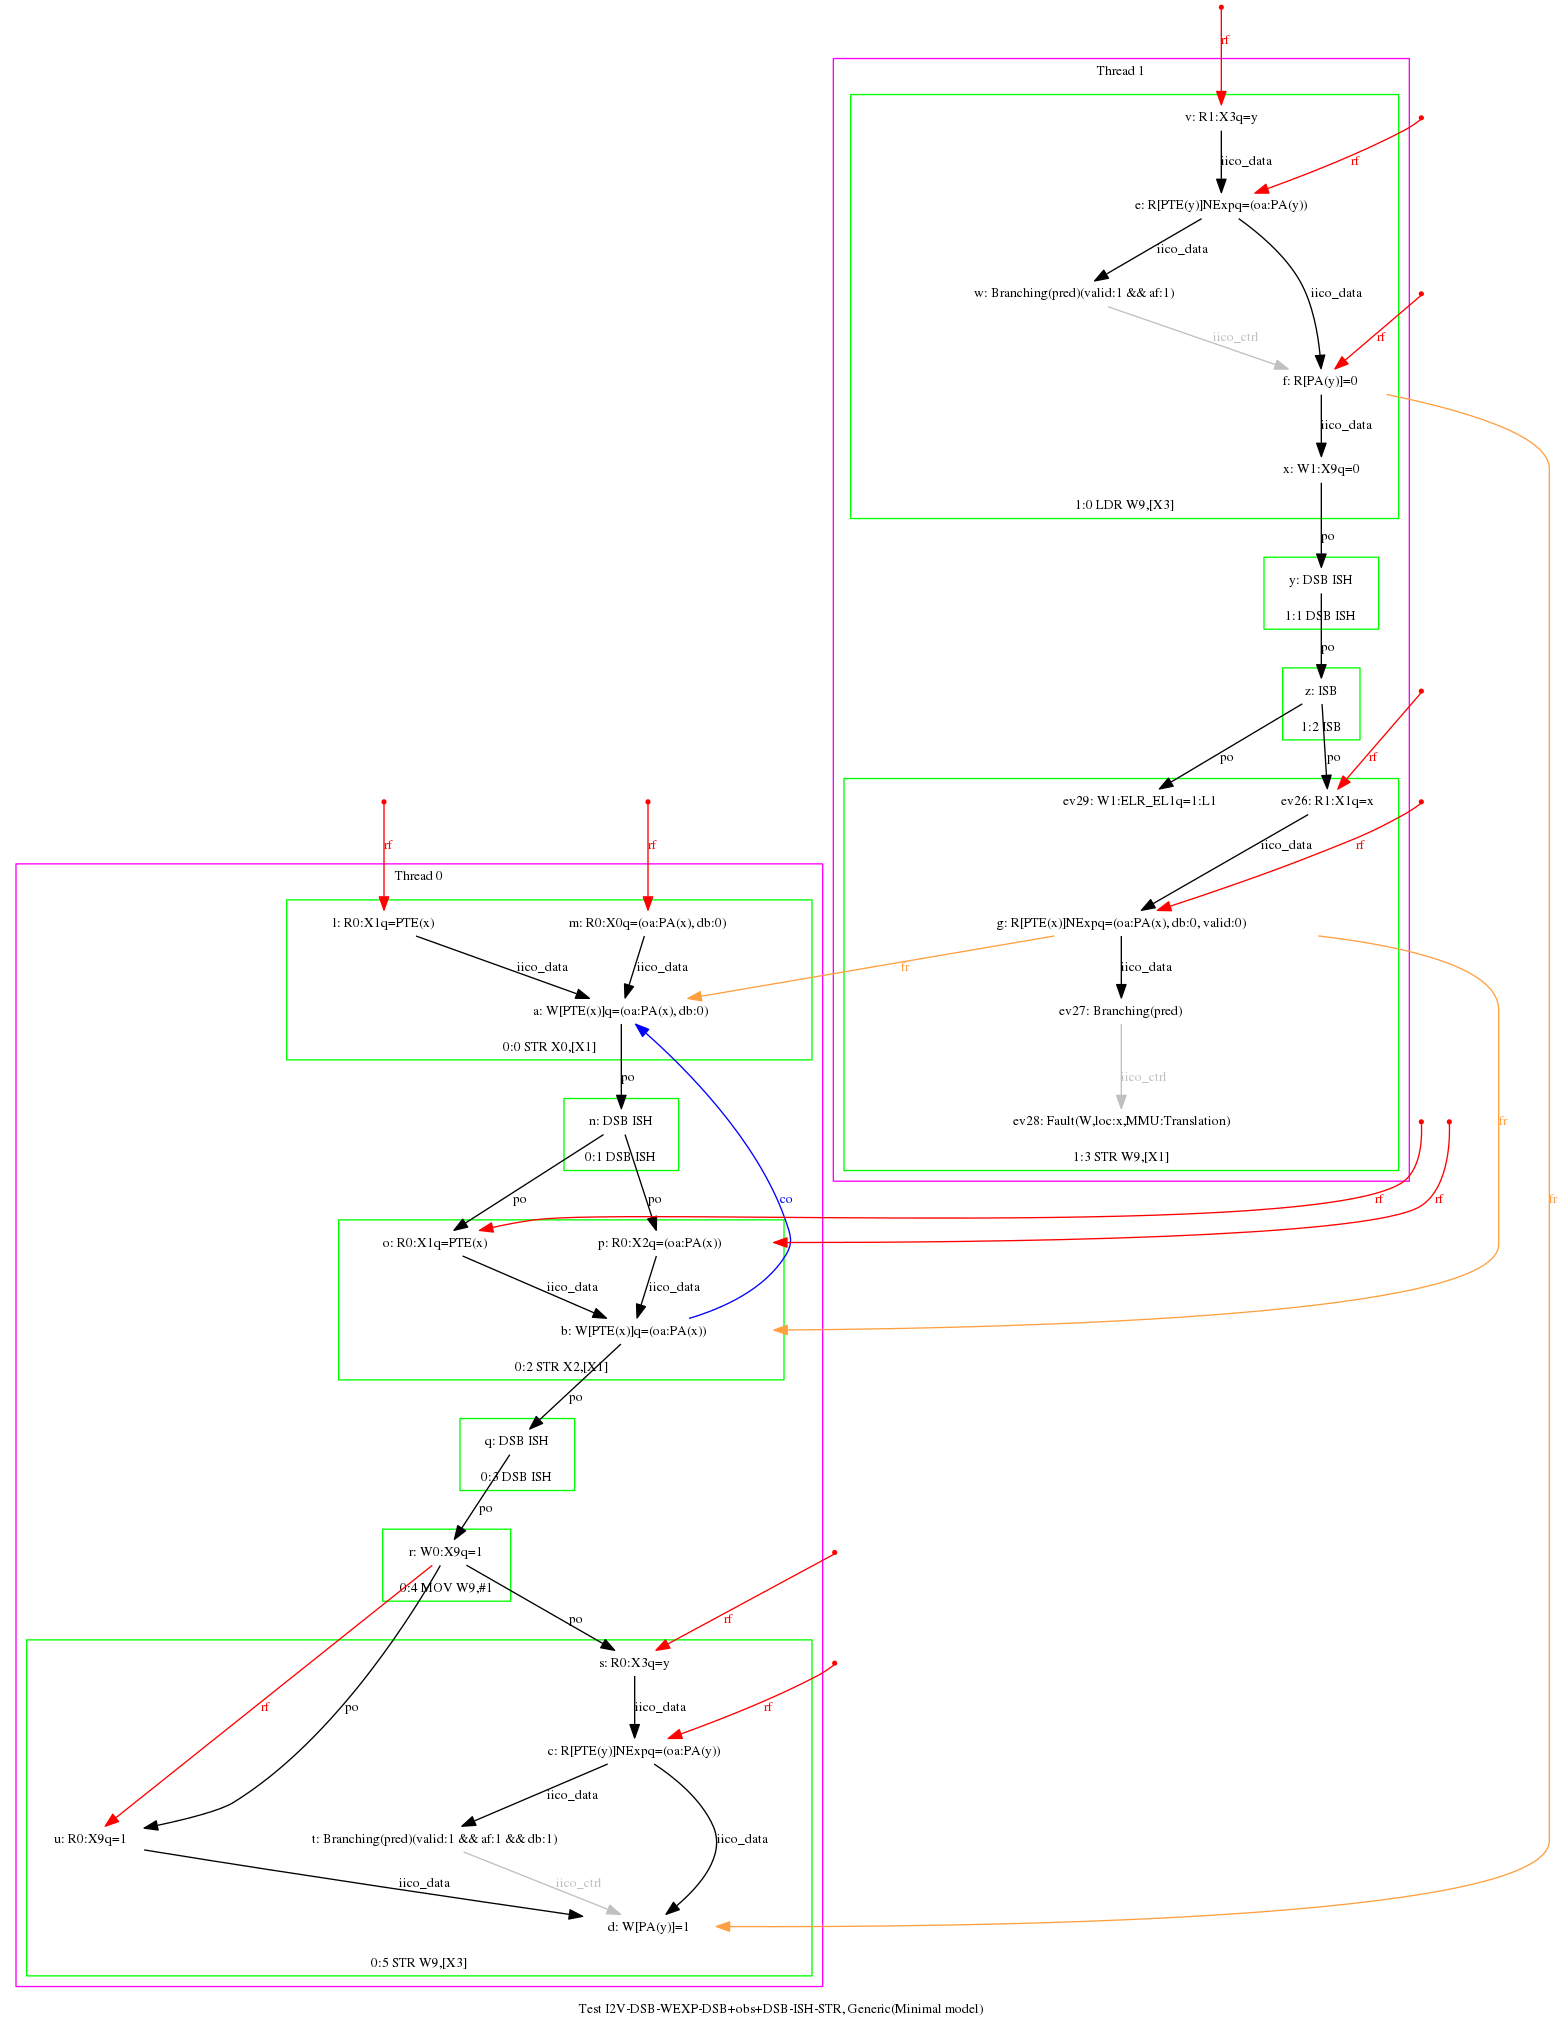 rf
Thread 1
v: R1:X3q=y
iico_data
rf
e: R[PTE(y)]NExpq=(oa:PA(y))
iico_data
w: Branching(pred)(valid:1 && af:1)
iico_data
iico_ctrl
rf
f: R[PA(y)]=0
iico_data
x: W1:X9q=0
1:0 LDR W9,[X3]
po
y: DSB ISH
1:1 DSB ISH
po
z: ISB
1:2 ISB
po
po
rf
ev29: W1:ELR_EL1q=1:L1
ev26: R1:X1q=x
iico_data
rf
rf
rf
Thread 0
l: R0:X1q=PTE(x)
m: R0:X0q=(oa:PA(x), db:0)
g: R[PTE(x)]NExpq=(oa:PA(x), db:0, valid:0)
iico_data
iico_data
fr
iico_data
a: W[PTE(x)]q=(oa:PA(x), db:0)
ev27: Branching(pred)
0:0 STR X0,[X1]
po
iico_ctrl
n: DSB ISH
ev28: Fault(W,loc:x,MMU:Translation)
fr
fr
0:1 DSB ISH
1:3 STR W9,[X1]
po
po
co
rf
rf
o: R0:X1q=PTE(x)
p: R0:X2q=(oa:PA(x))
iico_data
iico_data
b: W[PTE(x)]q=(oa:PA(x))
0:2 STR X2,[X1]
po
q: DSB ISH
0:3 DSB ISH
po
r: W0:X9q=1
0:4 MOV W9,#1
po
rf
s: R0:X3q=y
rf
po
iico_data
rf
c: R[PTE(y)]NExpq=(oa:PA(y))
iico_data
u: R0:X9q=1
t: Branching(pred)(valid:1 && af:1 && db:1)
iico_data
iico_data
iico_ctrl
d: W[PA(y)]=1
0:5 STR W9,[X3]
Test I2V-DSB-WEXP-DSB+obs+DSB-ISH-STR, Generic(Minimal model)